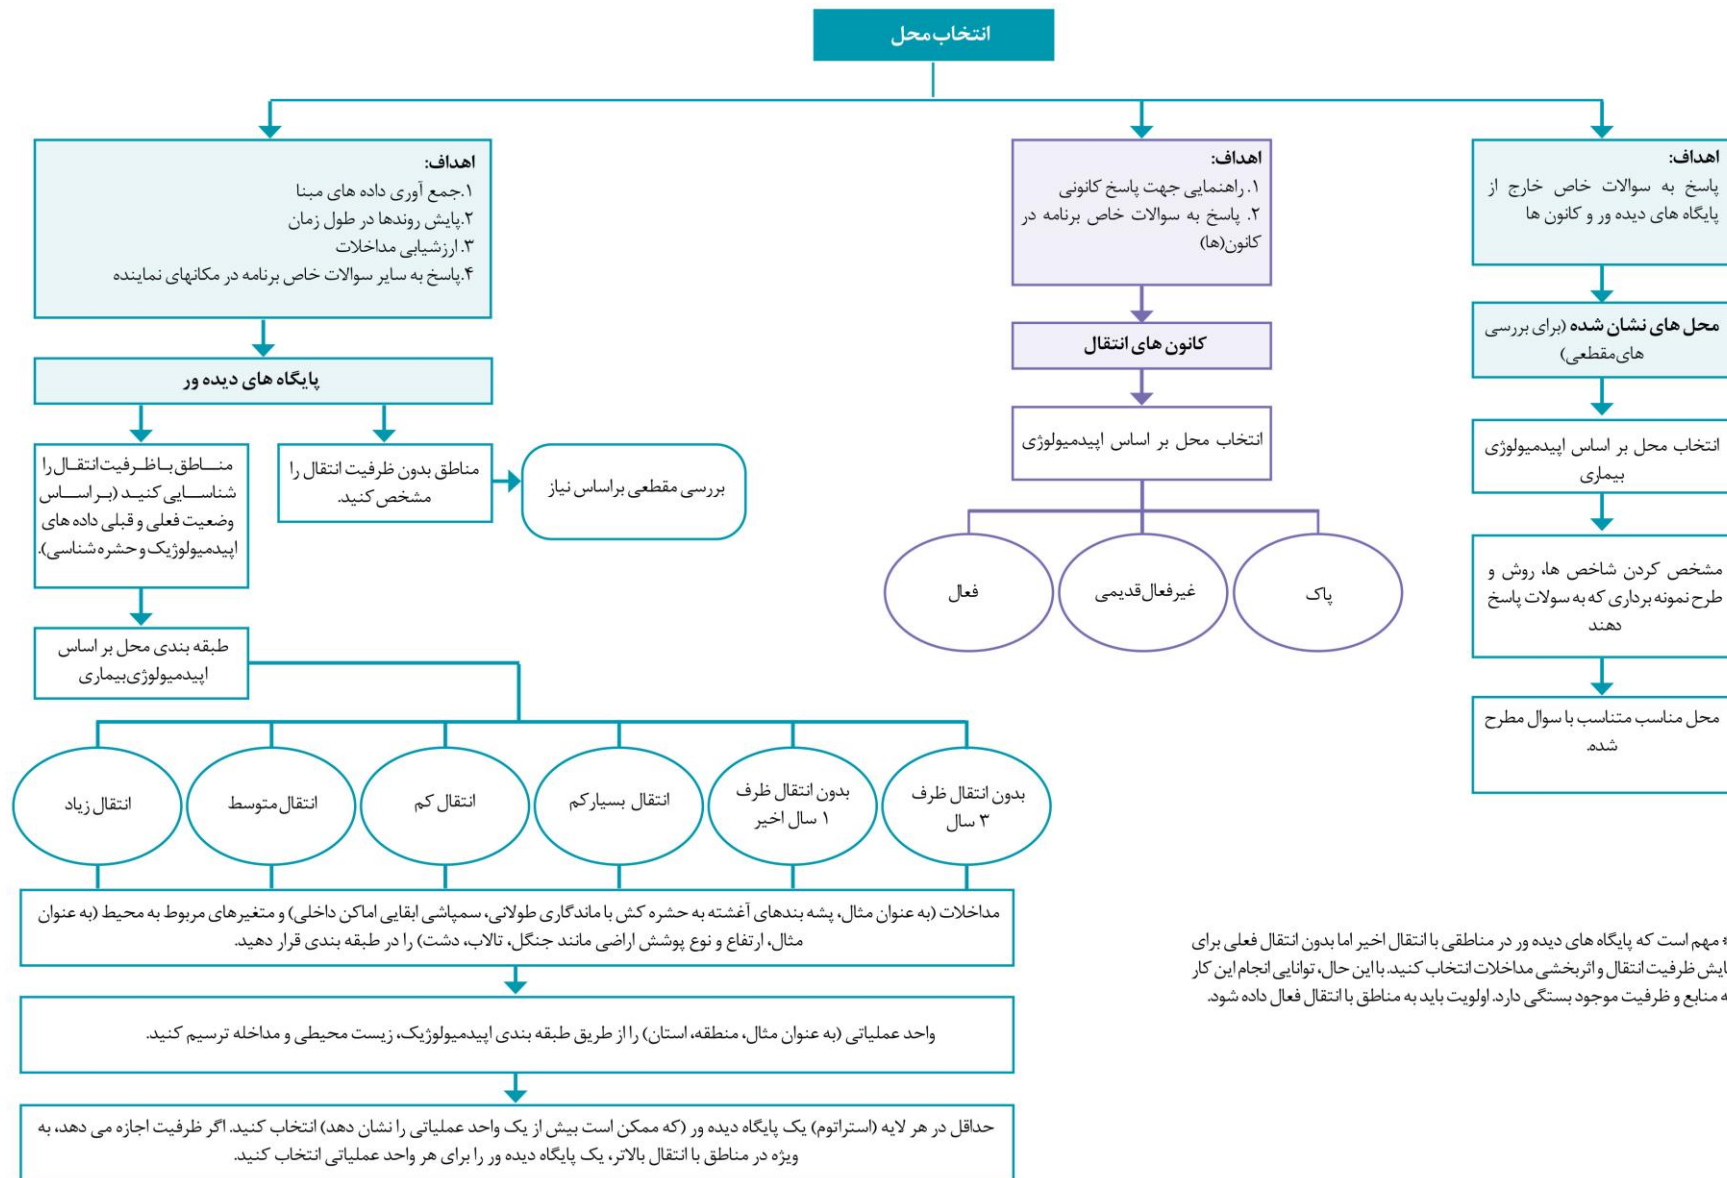 انتخاب محل
اهداف:
پاسخ به سوالات خاص خارج از
پایگاه های دیده ور و کانون ها
محل های نشان شده (برای بررسی
های‌مقطعی)
انتخاب محل بر اساس اپیدمیولوژی
بیماری
مشخص کردن شاخص ها، روش و
طرح نمونه برداری که به سولات پاسخ
دهند
محل مناسب متناسب با سوال مطرح
شده.
اهداف:
۱. راهنمایی جهت پاسخ کانونی
۲. پاسخ به سوالات خاص برنامه در
کانون(ها)
کانون های انتقال
انتخاب محل بر اساس اپیدمیولوژی
پاک
غیرفعال‌قدیمی
فعال
اهداف:
۱.جمع آوری داده های مبنا
۲.پایش روندها در طول زمان
۳. ارزشیابی مداخلات
۴.پاسخ به سایر سوالات خاص برنامه در مکانهای نماینده
پایگاه های دیده ور
مناطق بدون ظرفیت انتقال را
مشخص کنید.
بررسی مقطعی براساس نیاز
منـــاطق بـاظـرفیت انتقـال را
شناســـایی کنیـد (بـر اســـاس
وضعیت فعلی و قبلی داده های
اپیدمیولوژیک و حشره شناسی).
طبقه بندی محل بر اساس
اپیدمیولوژی‌بیماری
بدون انتقال ظرف
۳ سال
بدون انتقال ظرف
۱ سال اخیر
انتقال بسیارکم
انتقال کم
انتقال متوسط
انتقال زیاد
مداخلات (به عنوان مثال، پشه بندهای آغشته به حشره کش با ماندگاری طولانی، سمپاشی ابقایی اماکن داخلی) و متغیرهای مربوط به محیط (به عنوان
مثال، ارتفاع و نوع پوشش اراضی مانند جنگل، تالاب، دشت) را در طبقه بندی قرار دهید.
واحد عملیاتی (به عنوان مثال، منطقه، استان) را از طریق طبقه بندی اپیدمیولوژیک، زیست محیطی و مداخله ترسیم کنید.
حداقل در هر لایه (استراتوم) یک پایگاه دیده ور (که ممکن است بیش از یک واحد عملیاتی را نشان دهد) انتخاب کنید. اگر ظرفیت اجازه می دهد، به
ویژه در مناطق با انتقال بالاتر، یک پایگاه دیده ور را برای هر واحد عملیاتی انتخاب کنید.
* مهم است که پایگاه های دیده ور در مناطقی با انتقال اخیر اما بدون انتقال فعلی برای
ظرفیت انتقال و اثربخشی مداخلات انتخاب کنید. با این حال، توانایی انجام این کار
منابع و ظرفیت موجود بستگی دارد. اولویت باید به مناطق با انتقال فعال داده شود.